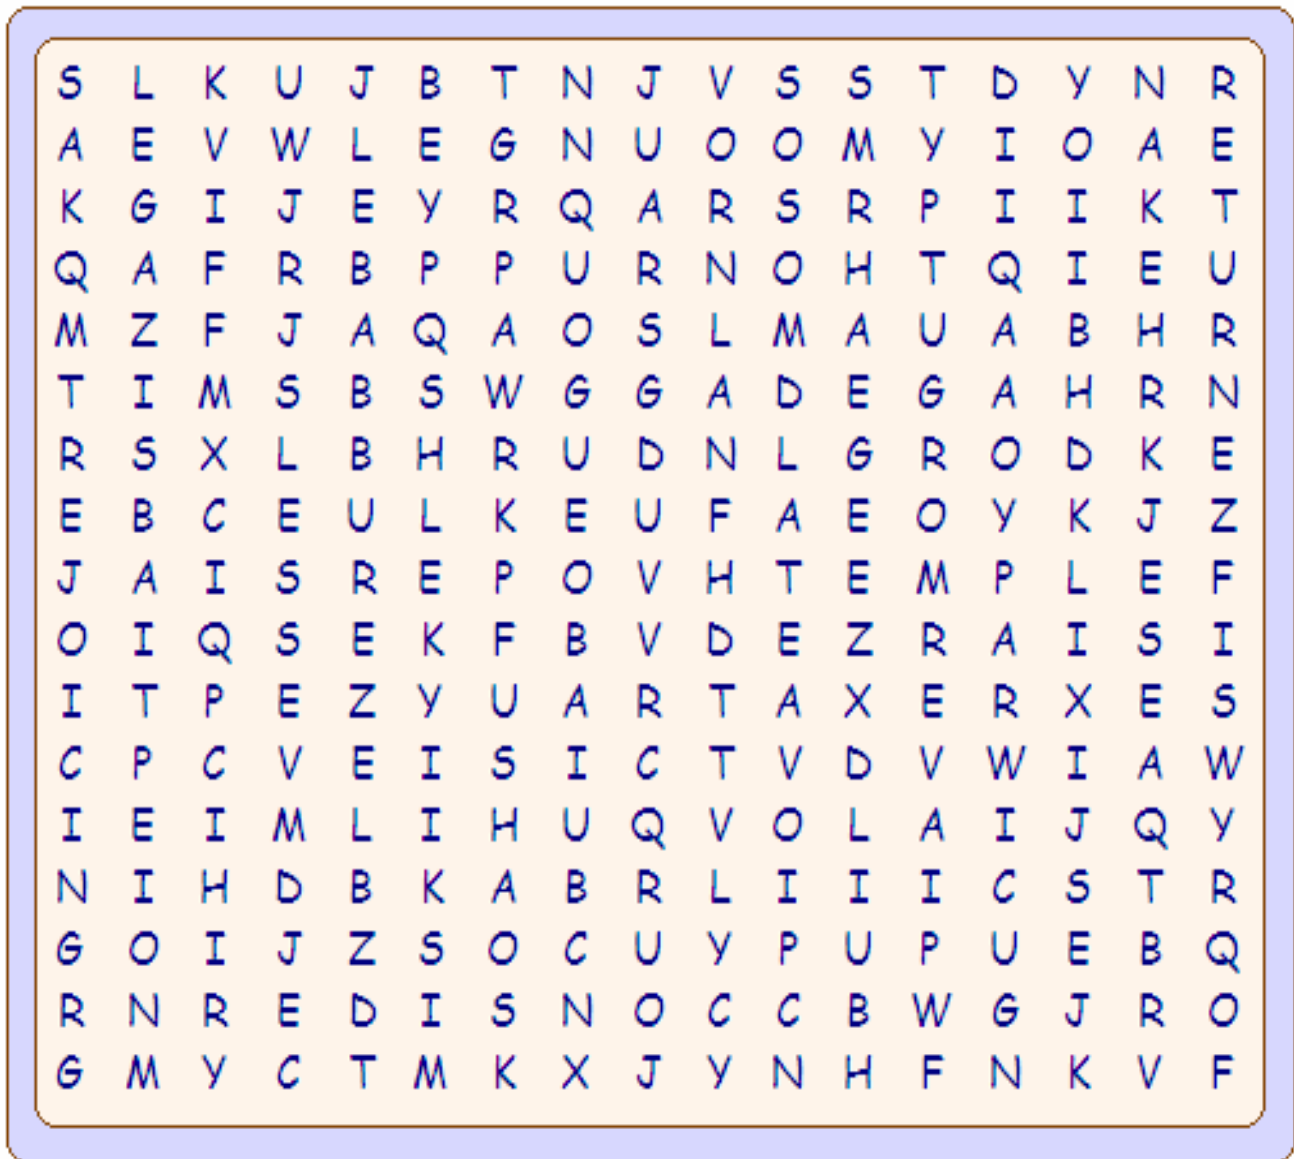 S L K U J B T N J V S S T D Y N R
A E V W L E G N U O O M Y I O A E
K G I J E Y R Q A R S R P I I K T
Q A F R B P P U R N O H T Q I E U
M Z F J A Q A O S L M A U A B H R
T I M S B S W G G A D E G A H R N
R S X L B H R U D N L G R O D K E
E B C E U L K E U F A E O Y K J Z
J A I S R E P O V H T E M P L E F
O I Q S E K F B V D E Z R A I S I
I T P E Z Y U A R T A X E R X E S
C P C V E I S I C T V D V W I A W
I E I M L I H U Q V O L A I J Q Y
N I H D B K A B R L I I I C S T R
G O I J Z S O C U Y P U P U E B Q
R N R E D I S N O C C B W G J R O
G M Y C T M K X J Y N H F N K V F